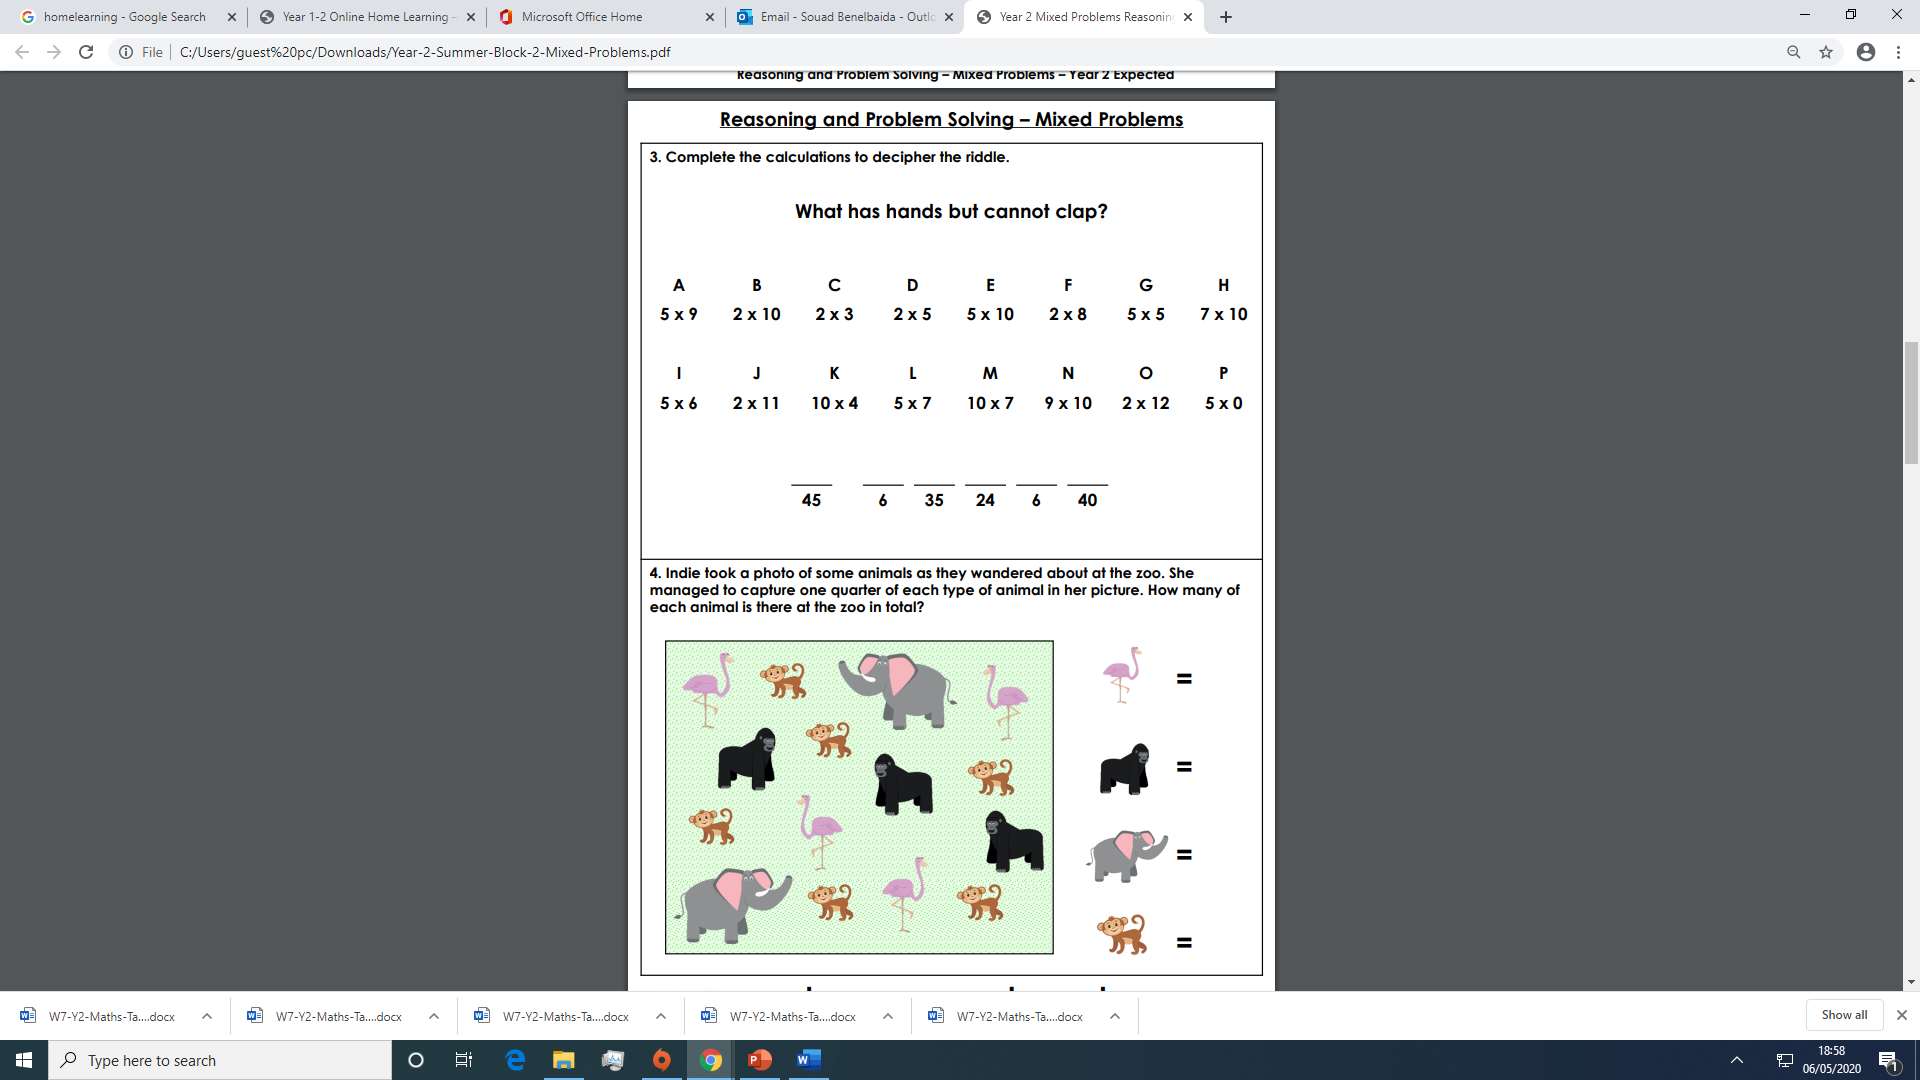 homelearning - Google Search
Year 1-2 Online Home Learning -
Microsoft Office Home
Email - Souad Benelbaida - Outlo
Year 2 Mixed Problems Reasoning
File
C:/Users/guest%20pc/Downloads/Year-2-Summer-Block-2-Mixed-Problems.pdf
Reasoning and Problem Solving – Mixed Problems – Year 2 Expected
Reasoning and Problem Solving – Mixed Problems
3. Complete the calculations to decipher the riddle.
What has hands but cannot clap?
A B C D E F G H
5 x 9 2 x 10 2 x 3 2 x 5 5 x 10 2 x 8 5 x 5 7 x 10
I J K L M N O P
5 x 6 2 x 11 10 x 4 5 x 7 10 x 7 9 x 10 2 x 12 5 x 0
45 6 35 24 6 40
4. Indie took a photo of some animals as they wandered about at the zoo. She
managed to capture one quarter of each type of animal in her picture. How many of
each animal is there at the zoo in total?
=
=
=
=
W7-Y2-Maths-Ta....docx
W7-Y2-Maths-Ta....docx
W7-Y2-Maths-Ta....docx
W7-Y2-Maths-Ta....docx
W7-Y2-Maths-Ta....docx
Show all
Type here to search
18:58
06/05/2020
1